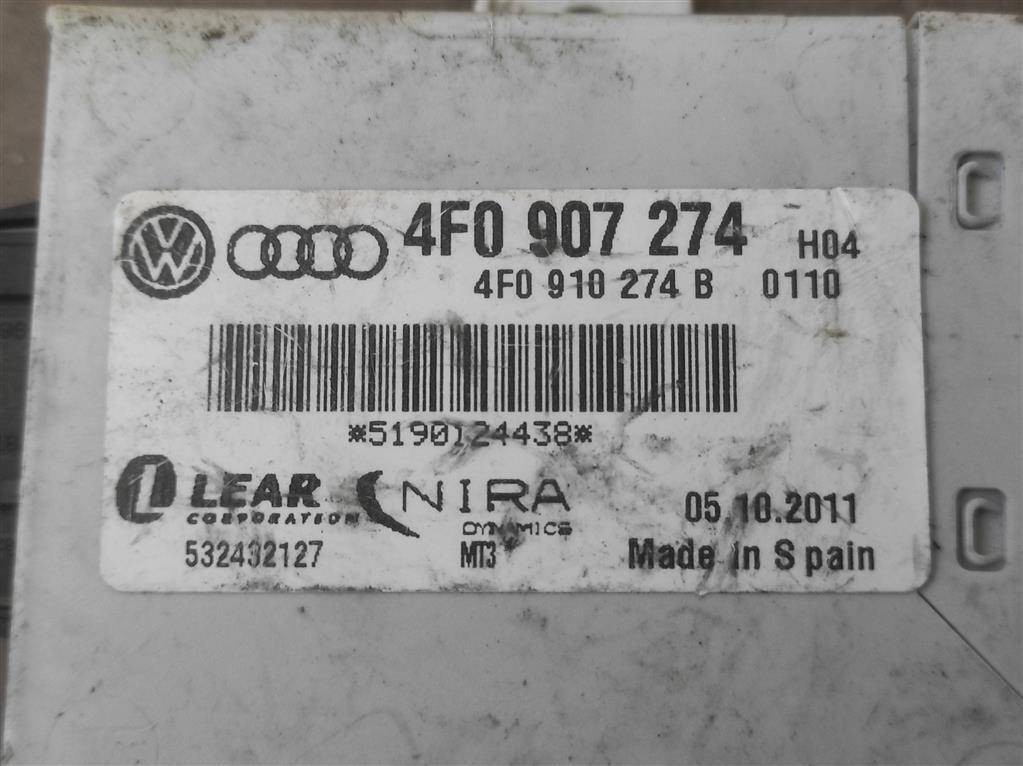 4F0 907 274 H04
4F0 910 274 B 0110
*5190124438*
LEAR NIRA
CORPORATION DYNAMICS
05.10.2011
532432127 MT3 Made in Spain